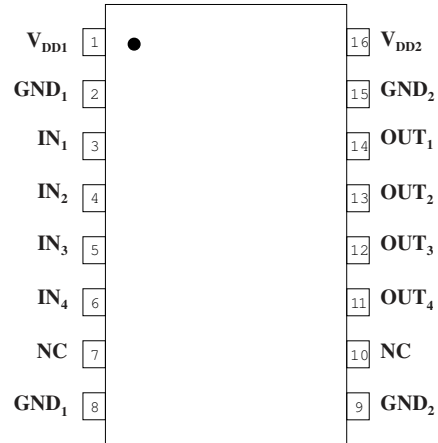 V_DD1 1 16 V_DD2
GND_1 2 15 GND_2
IN_1 3 14 OUT_1
IN_2 4 13 OUT_2
IN_3 5 12 OUT_3
IN_4 6 11 OUT_4
NC 7 10 NC
GND_1 8 9 GND_2